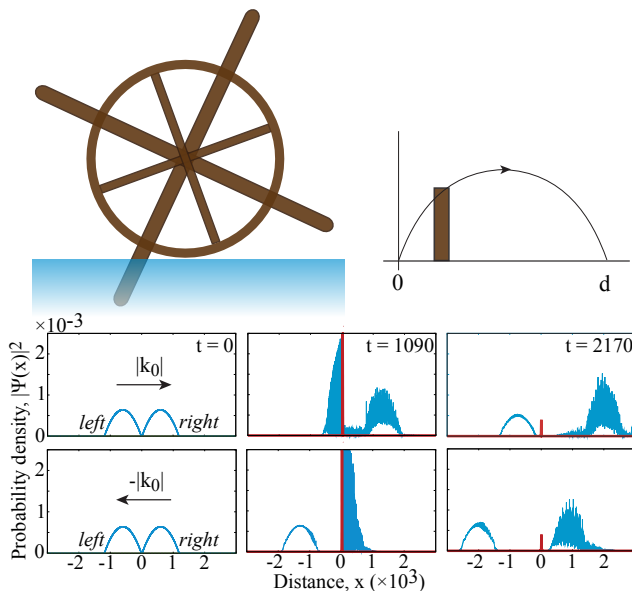 0 d
×10^-3
2 t = 0 t = 1090 t = 2170
|k₀|
1
left right
0
2
-|k₀|
1
left right
0
-2 -1 0 1 2 -2 -1 0 1 2 -2 -1 0 1 2
Probability density, |Ψ(x)|²
Distance, x (×10³)